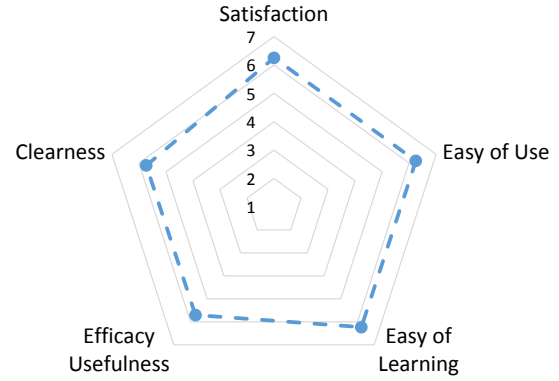 Satisfaction
7
6
5
4
3
2
1
Clearness
Easy of Use
Efficacy
Usefulness
Easy of
Learning